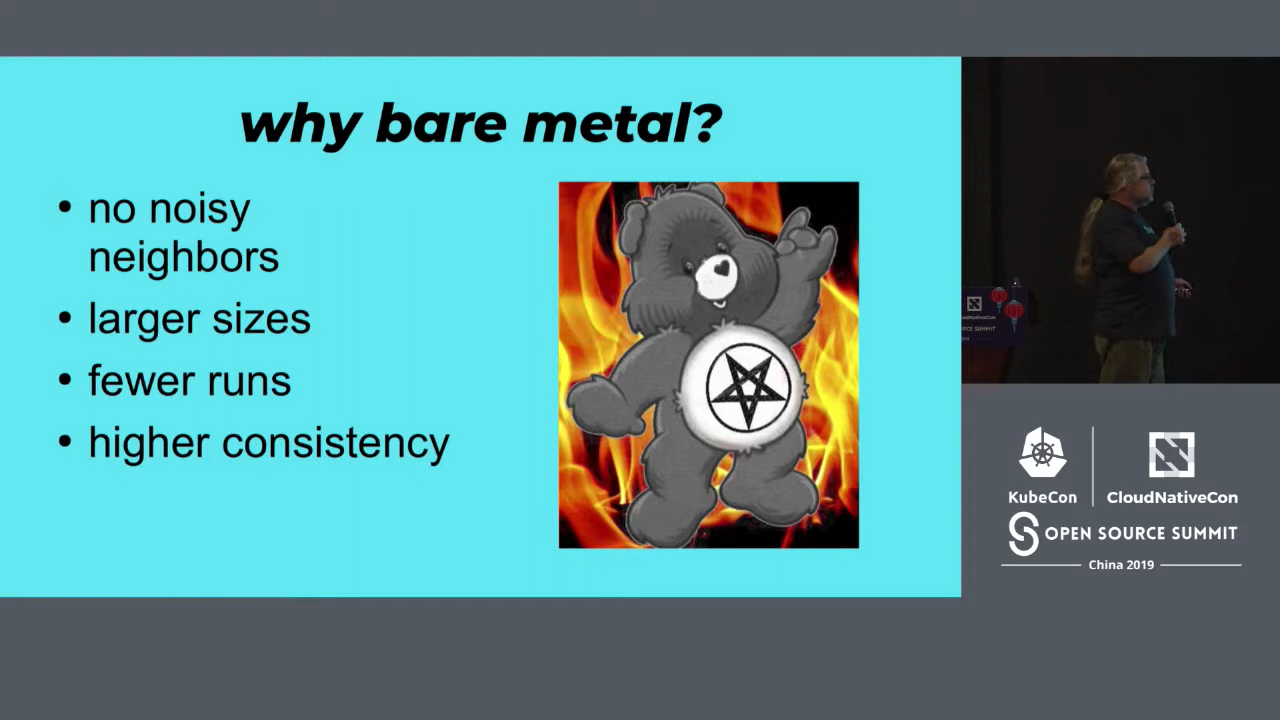 why bare metal?
• no noisy
neighbors
• larger sizes
• fewer runs
• higher consistency
KubeCon
CloudNativeCon
OPEN SOURCE SUMMIT
China 2019